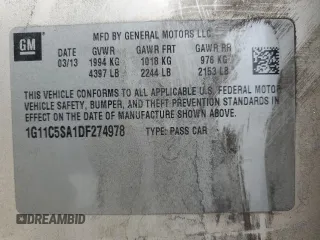 GM
MFD BY GENERAL MOTORS LLC
DATE GVWR GAWR FRT GAWR RR
03/13 1994 KG 1018 KG 976 KG
4397 LB 2244 LB 2153 LB
THIS VEHICLE CONFORMS TO ALL APPLICABLE U.S. FEDERAL MOTOR
VEHICLE SAFETY, BUMPER, AND THEFT PREVENTION STANDARDS
IN EFFECT ON THE DATE OF MANUFACTURE SHOWN ABOVE.
1G11C5SA1DF274978 TYPE: PASS CAR
DREAMBID